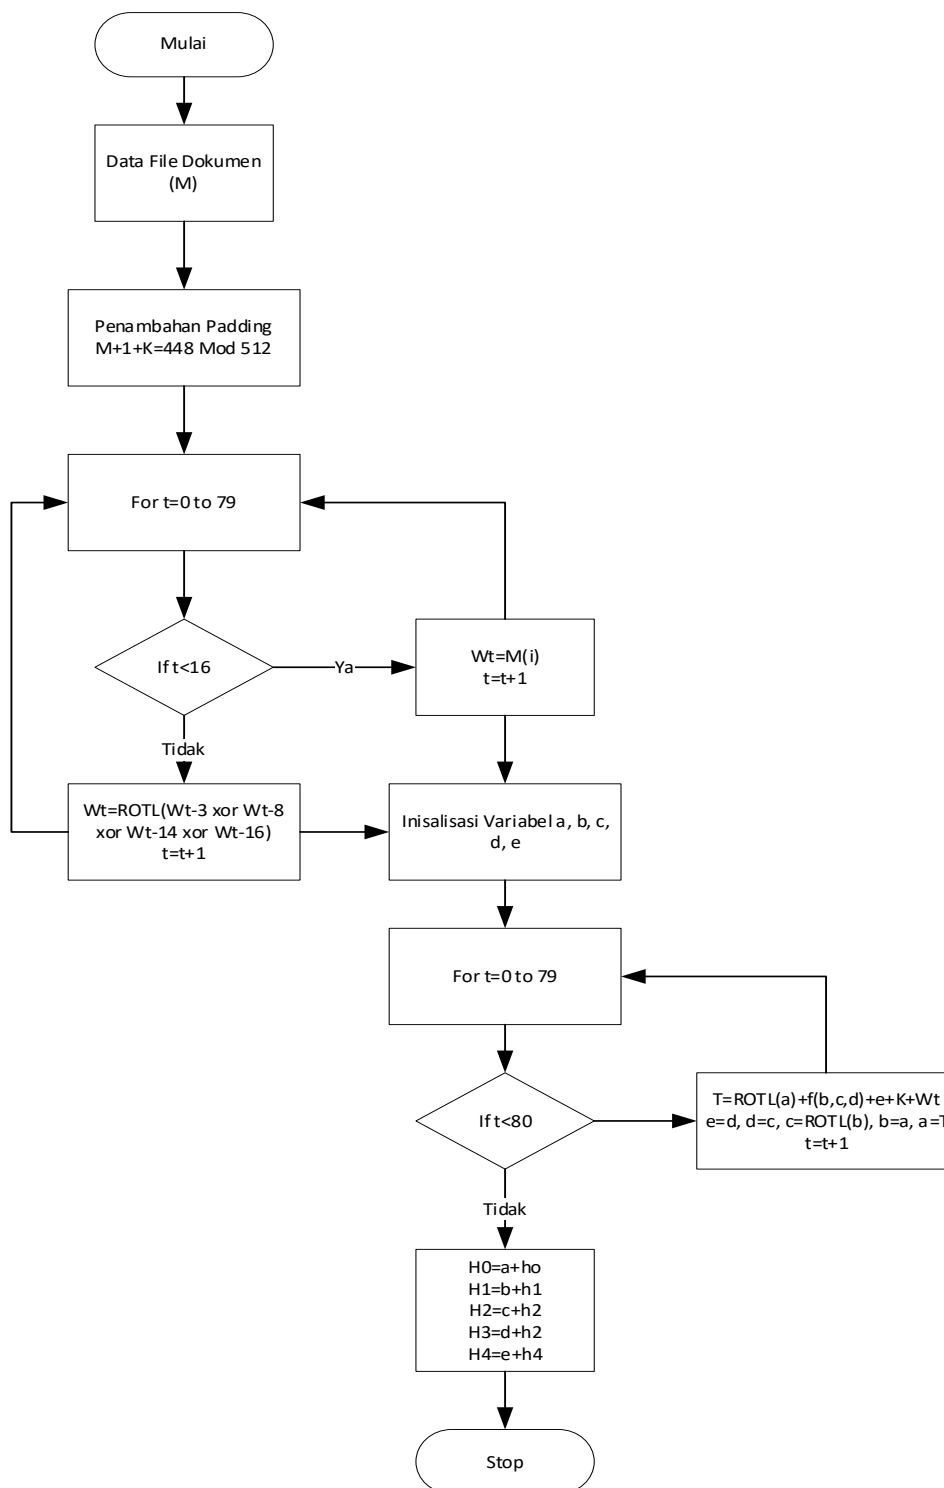 Mulai
Data File Dokumen
(M)
Penambahan Padding
M+1+K=448 Mod 512
For t=0 to 79
If t<16
Ya
Wt=M(i)
t=t+1
Tidak
Wt=ROTL(Wt-3 xor Wt-8
xor Wt-14 xor Wt-16)
t=t+1
Inisalisasi Variabel a, b, c,
d, e
For t=0 to 79
If t<80
T=ROTL(a)+f(b,c,d)+e+K+Wt
e=d, d=c, c=ROTL(b), b=a, a=T
t=t+1
Tidak
H0=a+ho
H1=b+h1
H2=c+h2
H3=d+h2
H4=e+h4
Stop